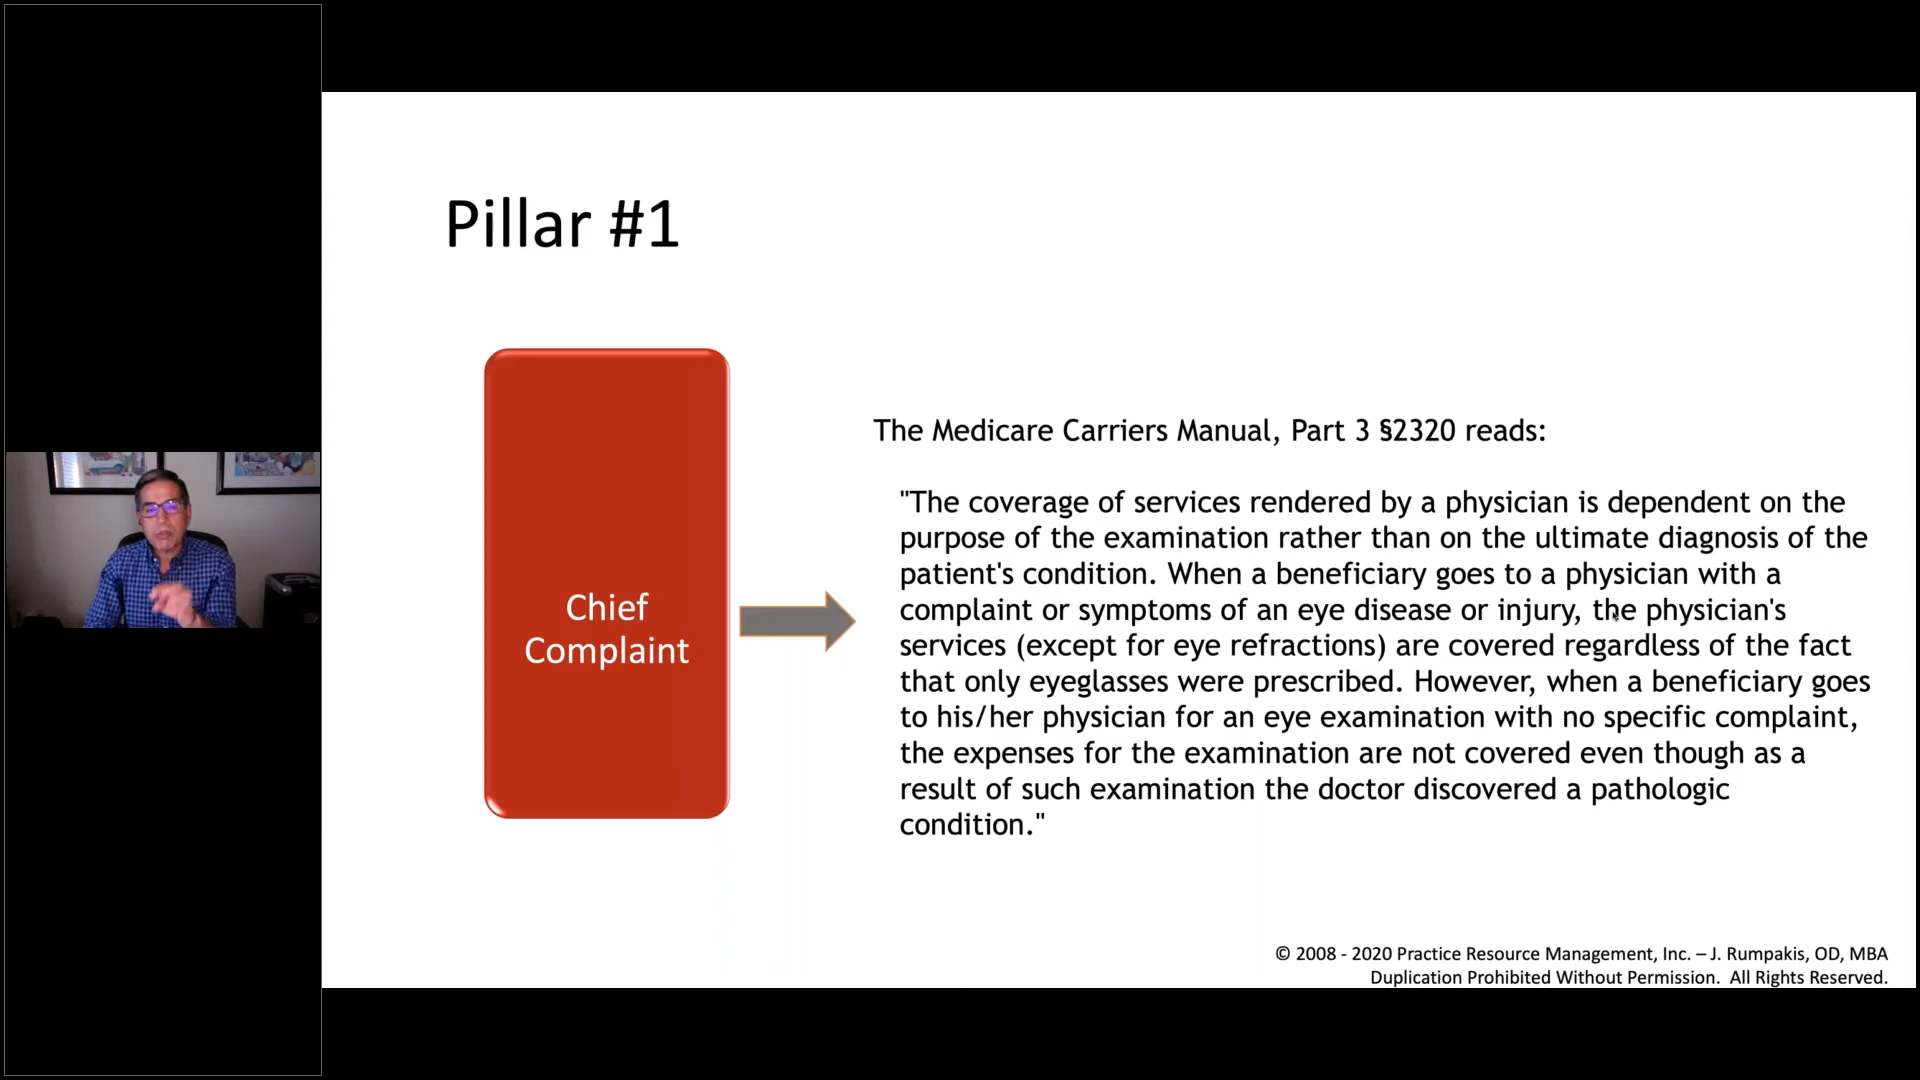 Pillar #1
Chief
Complaint
The Medicare Carriers Manual, Part 3 §2320 reads:
"The coverage of services rendered by a physician is dependent on the
purpose of the examination rather than on the ultimate diagnosis of the
patient's condition. When a beneficiary goes to a physician with a
complaint or symptoms of an eye disease or injury, the physician's
services (except for eye refractions) are covered regardless of the fact
that only eyeglasses were prescribed. However, when a beneficiary goes
to his/her physician for an eye examination with no specific complaint,
the expenses for the examination are not covered even though as a
result of such examination the doctor discovered a pathologic
condition."
© 2008 - 2020 Practice Resource Management, Inc. – J. Rumpakis, OD, MBA
Duplication Prohibited Without Permission. All Rights Reserved.